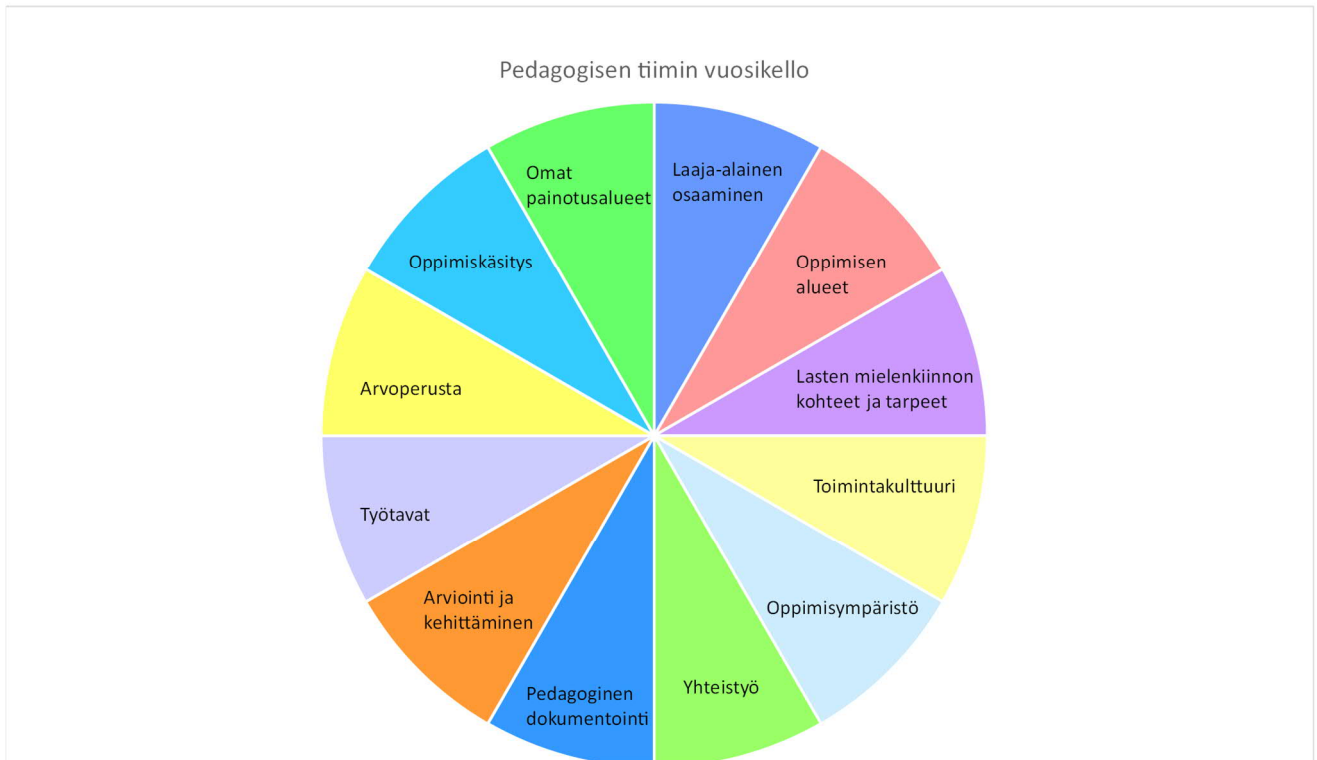 Pedagogisen tiimin vuosikello
Laaja-alainen
osaaminen
Oppimisen
alueet
Lasten mielenkiinnon
kohteet ja tarpeet
Toimintakulttuuri
Oppimisympäristö
Yhteistyö
Pedagoginen
dokumentointi
Arviointi ja
kehittäminen
Työtavat
Arvoperusta
Oppimiskäsitys
Omat
painotusalueet